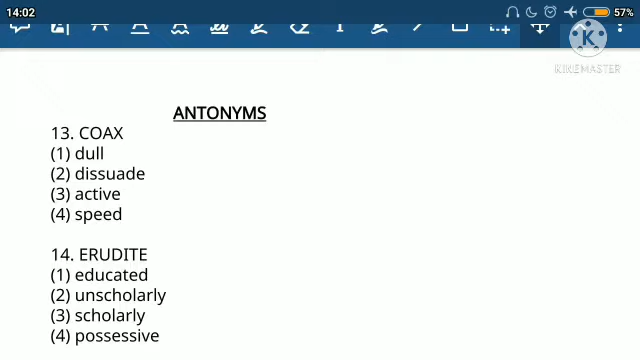 14:02
57%
K
KINEMASTER
ANTONYMS
13. COAX
(1) dull
(2) dissuade
(3) active
(4) speed
14. ERUDITE
(1) educated
(2) unscholarly
(3) scholarly
(4) possessive